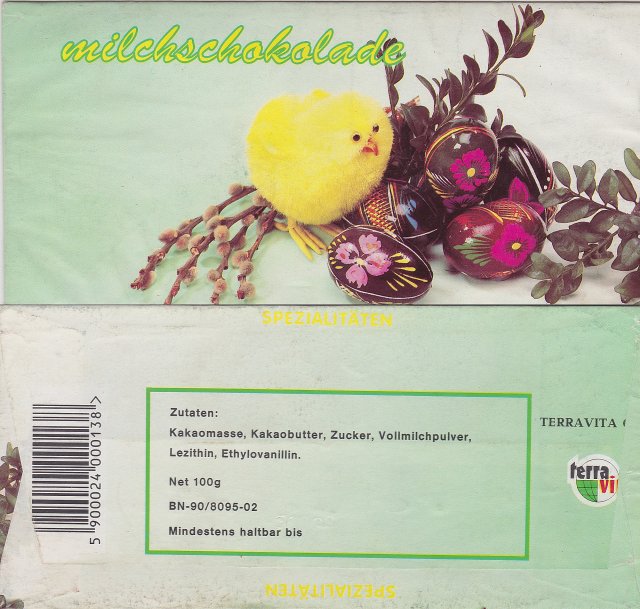 milchschokolade
SPEZIALITÄTEN
Zutaten:
Kakaomasse, Kakaobutter, Zucker, Vollmilchpulver,
Lezithin, Ethylovanillin.
Net 100g
BN-90/8095-02
Mindestens haltbar bis
5 900024 000138 >
TERRAVITA
terra
vi
SPEZIALITÄTEN